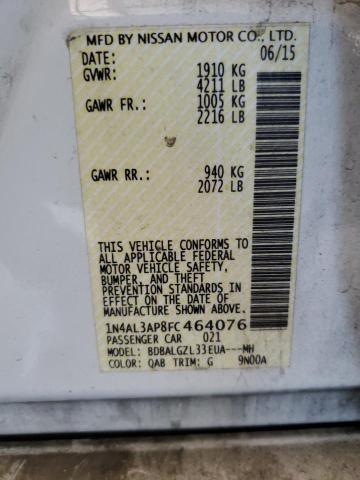 MFD BY NISSAN MOTOR CO., LTD.
DATE: 06/15
GVWR: 1910 KG
4211 LB
GAWR FR.: 1005 KG
2216 LB
GAWR RR.: 940 KG
2072 LB
THIS VEHICLE CONFORMS TO
ALL APPLICABLE FEDERAL
MOTOR VEHICLE SAFETY,
BUMPER, AND THEFT
PREVENTION STANDARDS IN
EFFECT ON THE DATE OF
MANUFACTURE SHOWN ABOVE.
1N4AL3AP8FC464076
PASSENGER CAR 021
MODEL: BDBALGZL33EUA---MH
COLOR: QAB TRIM: G 9N00A